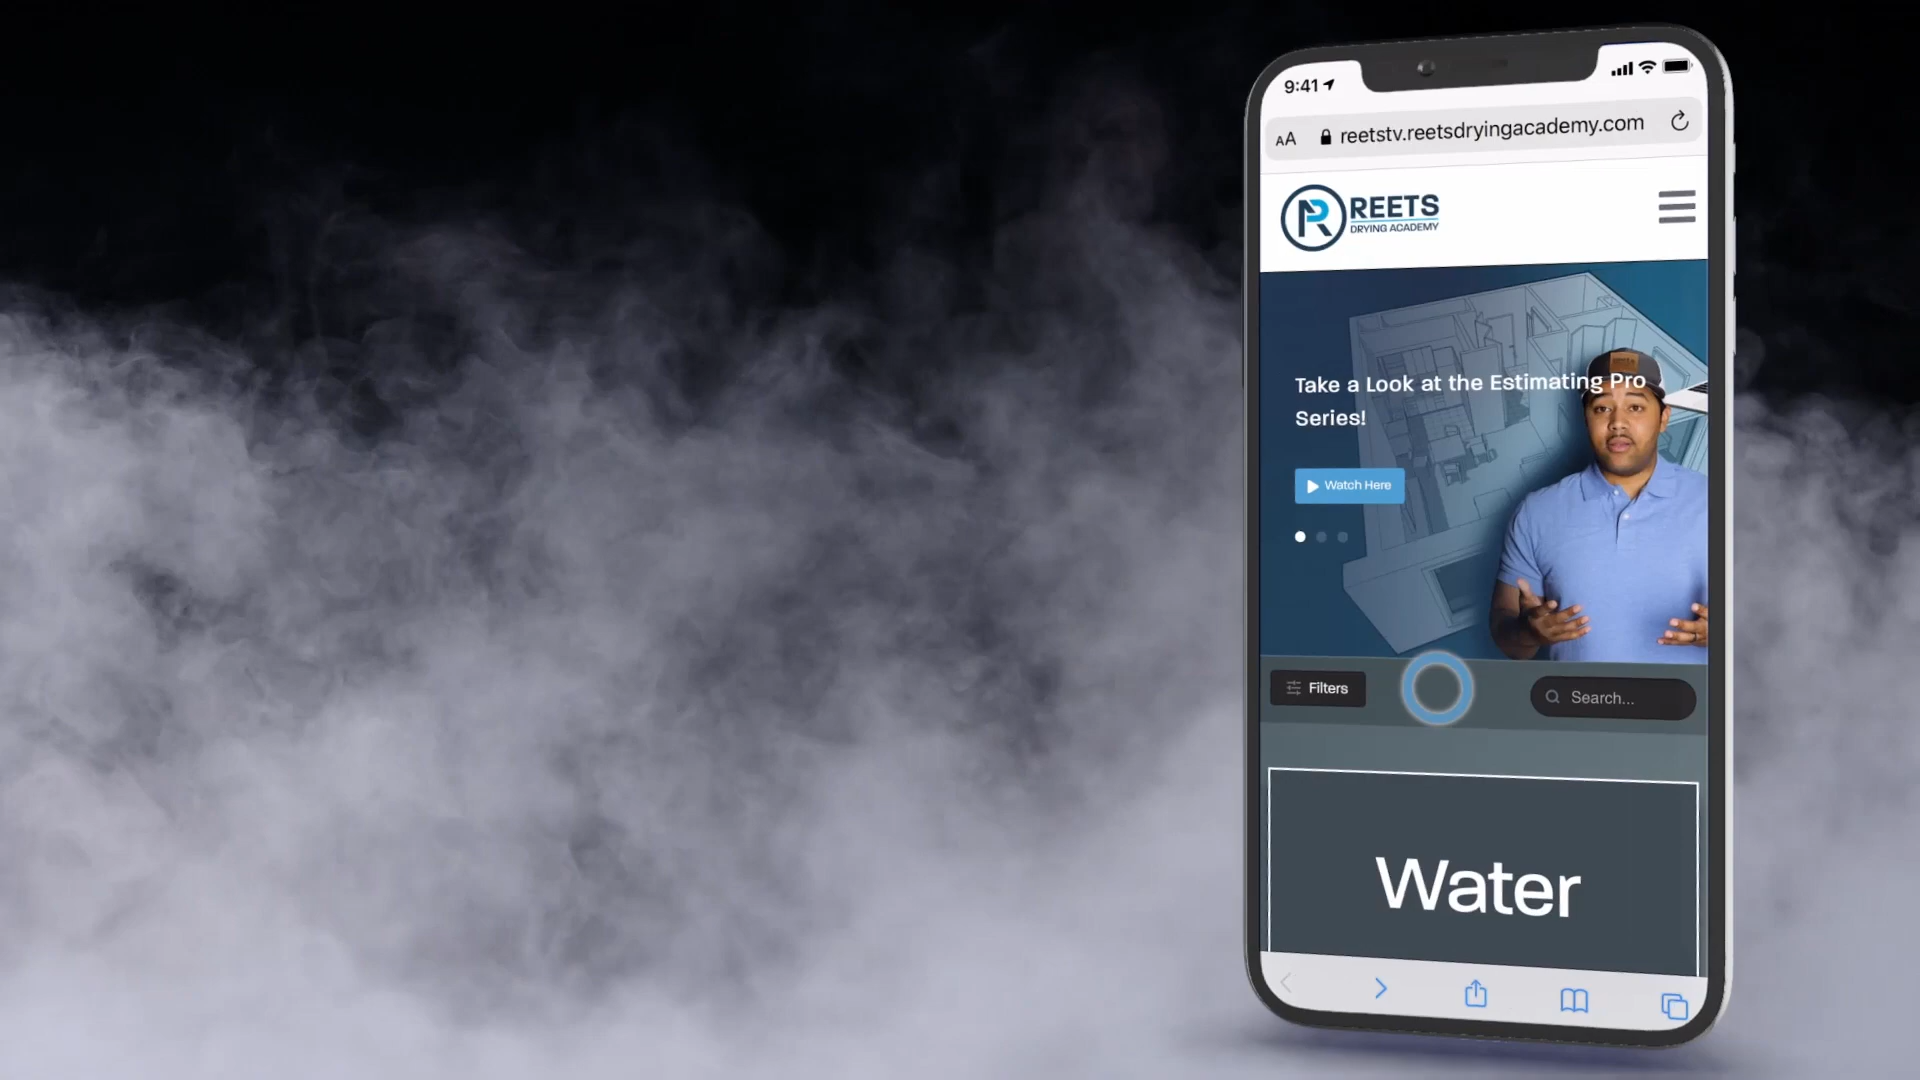 9:41
AA reetstv.reetsdryingacademy.com
REETS
DRYING ACADEMY
Take a Look at the Estimating Pro
Series!
Watch Here
Filters
Search...
Water